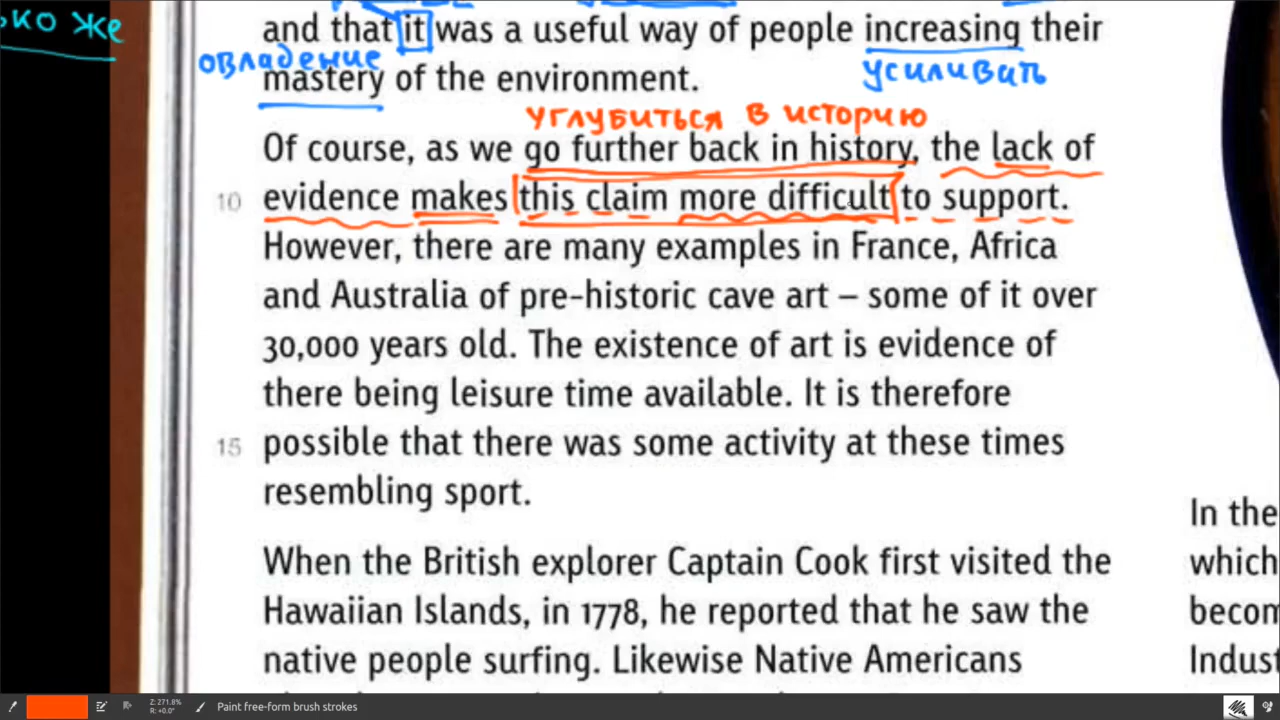 ко же
and that it was a useful way of people increasing their
овладение
усиливать
mastery of the environment.
углубиться в историю
Of course, as we go further back in history, the lack of
10 evidence makes this claim more difficult to support.
However, there are many examples in France, Africa
and Australia of pre-historic cave art – some of it over
30,000 years old. The existence of art is evidence of
there being leisure time available. It is therefore
15 possible that there was some activity at these times
resembling sport.
When the British explorer Captain Cook first visited the
Hawaiian Islands, in 1778, he reported that he saw the
native people surfing. Likewise Native Americans
In the
which
becom
Indust
Z: 271.8%
R: +0.0°
Paint free-form brush strokes